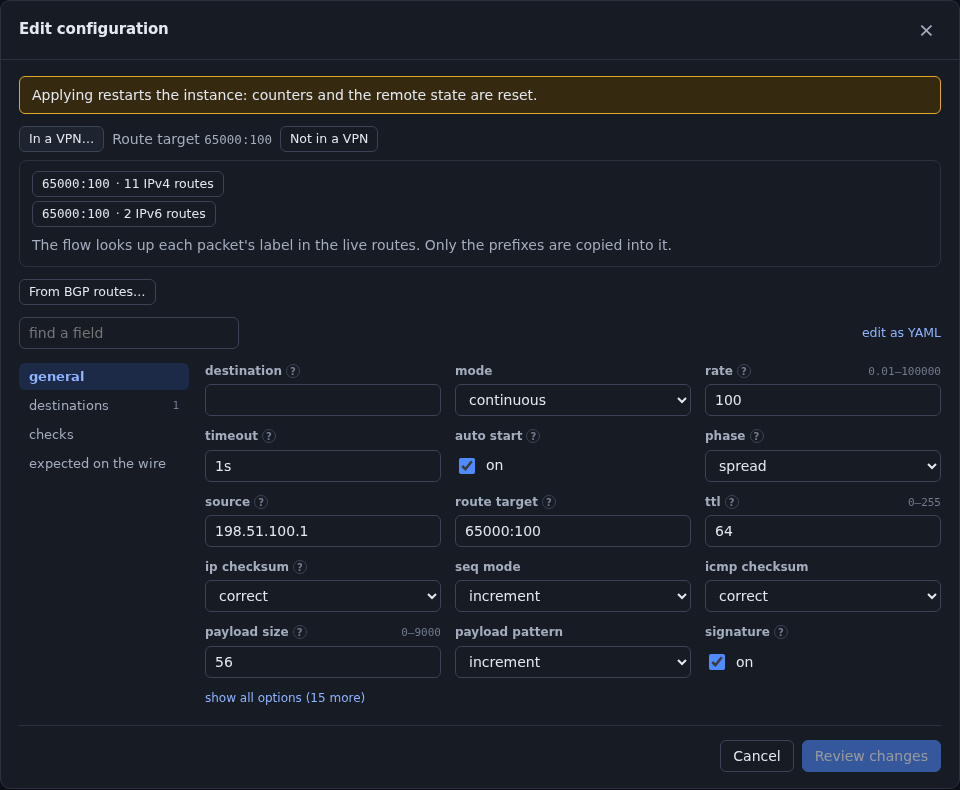 Edit configuration ✕
Applying restarts the instance: counters and the remote state are reset.
In a VPN... Route target 65000:100 Not in a VPN
65000:100 · 11 IPv4 routes
65000:100 · 2 IPv6 routes
The flow looks up each packet's label in the live routes. Only the prefixes are copied into it.
From BGP routes...
find a field edit as YAML
general
destinations 1
checks
expected on the wire
destination ? mode rate ? 0.01–100000
continuous 100
timeout ? auto start ? phase ?
1s on spread
source ? route target ? ttl ? 0–255
198.51.100.1 65000:100 64
ip checksum ? seq mode icmp checksum
correct increment correct
payload size ? 0–9000 payload pattern signature ?
56 increment on
show all options (15 more)
Cancel Review changes